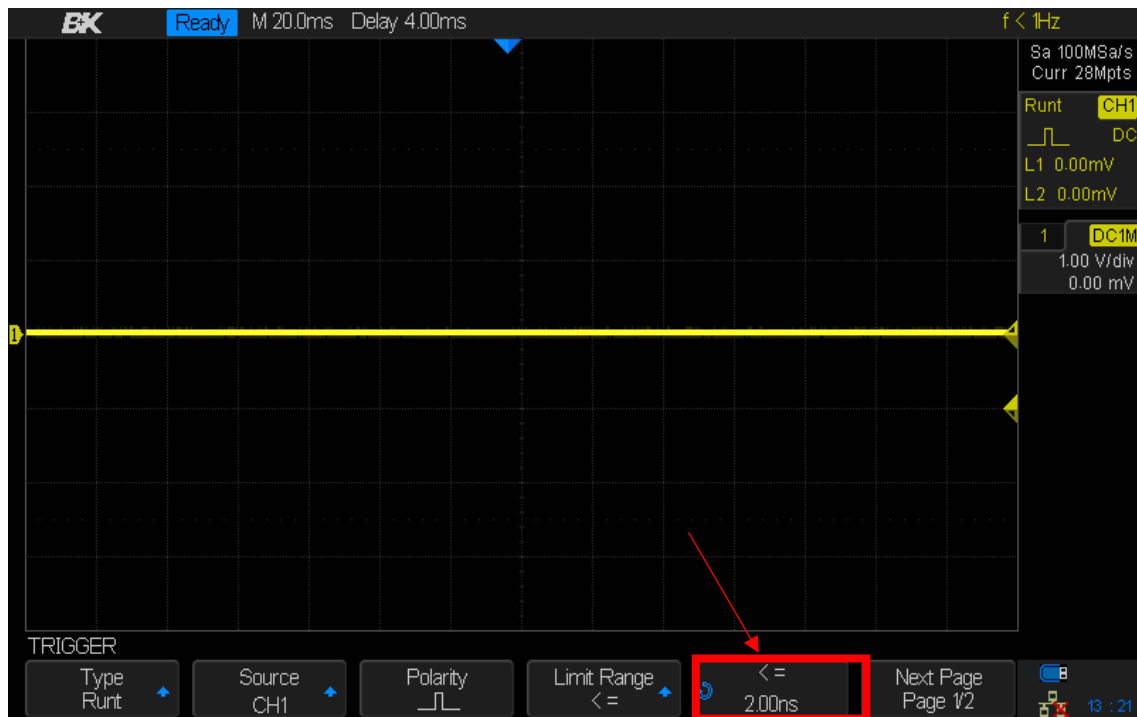 BK Ready M 20.0ms Delay 4.00ms f < 1Hz
Sa 100MSa/s
Curr 28Mpts
Runt CH1
DC
L1 0.00mV
L2 0.00mV
1 DC1M
1.00 V/div
0.00 mV
1
TRIGGER
Type
Runt
Source
CH1
Polarity
Limit Range
<=
<=
2.00ns
Next Page
Page 1/2
13 : 21